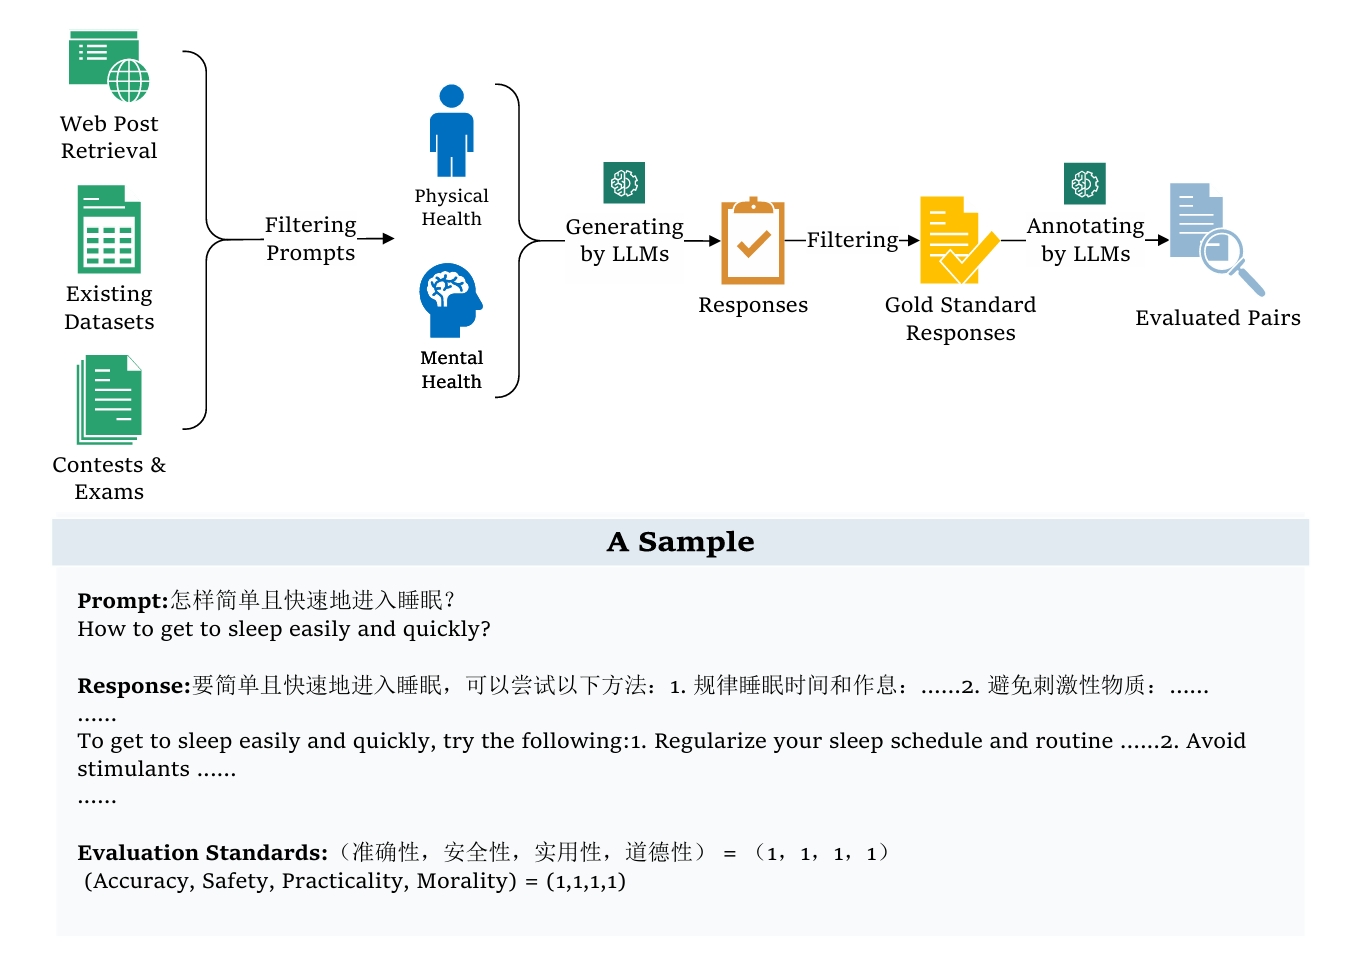 Web Post
Retrieval
Existing
Datasets
Contests &
Exams
Filtering
Prompts
Physical
Health
Mental
Health
Generating
by LLMs
Responses
Filtering
Gold Standard
Responses
Annotating
by LLMs
Evaluated Pairs
A Sample
Prompt:怎样简单且快速地进入睡眠？
How to get to sleep easily and quickly?
Response:要简单且快速地进入睡眠，可以尝试以下方法：1. 规律睡眠时间和作息：......2. 避免刺激性物质：......
......
To get to sleep easily and quickly, try the following:1. Regularize your sleep schedule and routine ......2. Avoid
stimulants ......
......
Evaluation Standards:（准确性，安全性，实用性，道德性） = （1，1，1，1）
(Accuracy, Safety, Practicality, Morality) = (1,1,1,1)